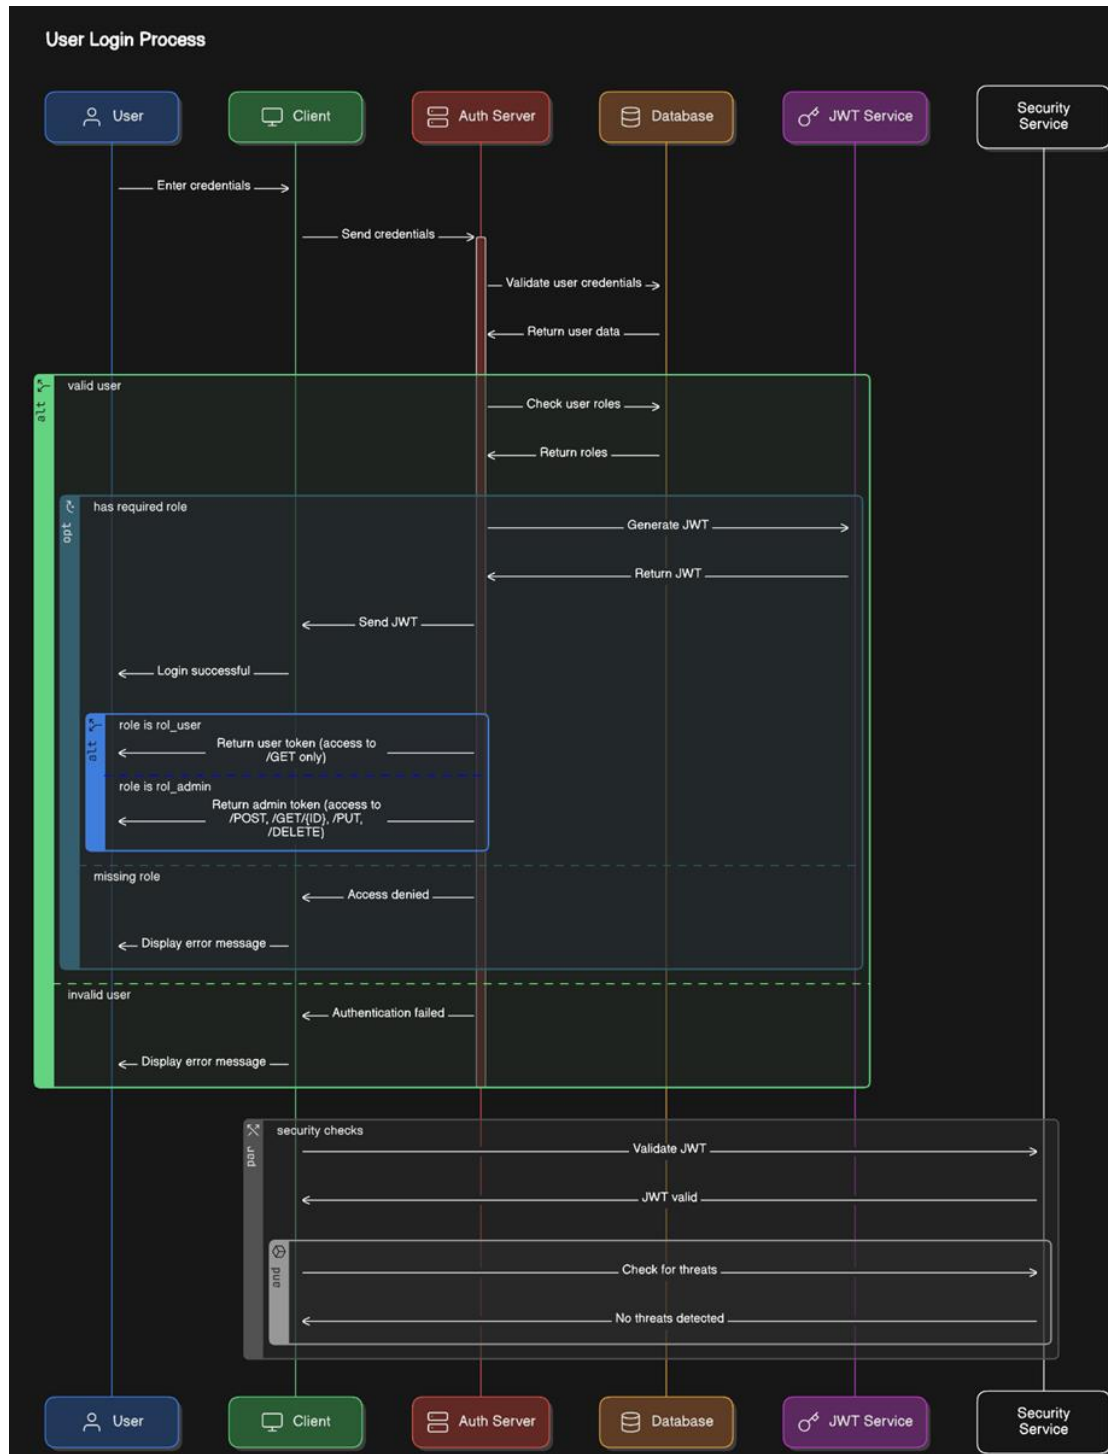 User Login Process
User
Client
Auth Server
Database
JWT Service
Security
Service
Enter credentials
Send credentials
Validate user credentials
Return user data
alt
valid user
Check user roles
Return roles
opt
has required role
Generate JWT
Return JWT
Send JWT
Login successful
alt
role is rol_user
Return user token (access to
/GET only)
role is rol_admin
Return admin token (access to
/POST, /GET/{ID}, /PUT,
/DELETE)
missing role
Access denied
Display error message
invalid user
Authentication failed
Display error message
par
security checks
Validate JWT
JWT valid
and
Check for threats
No threats detected
User
Client
Auth Server
Database
JWT Service
Security
Service